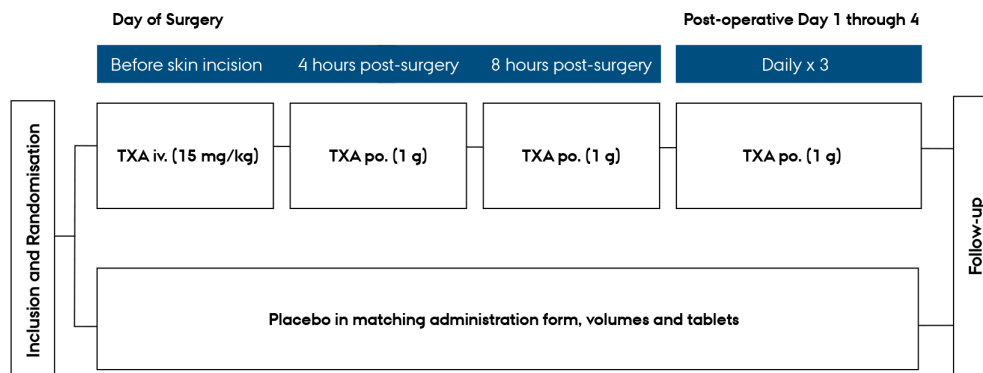 Day of Surgery
Post-operative Day 1 through 4
Before skin incision
4 hours post-surgery
8 hours post-surgery
Daily x 3
Inclusion and Randomisation
TXA iv. (15 mg/kg)
TXA po. (1 g)
TXA po. (1 g)
TXA po. (1 g)
Placebo in matching administration form, volumes and tablets
Follow-up